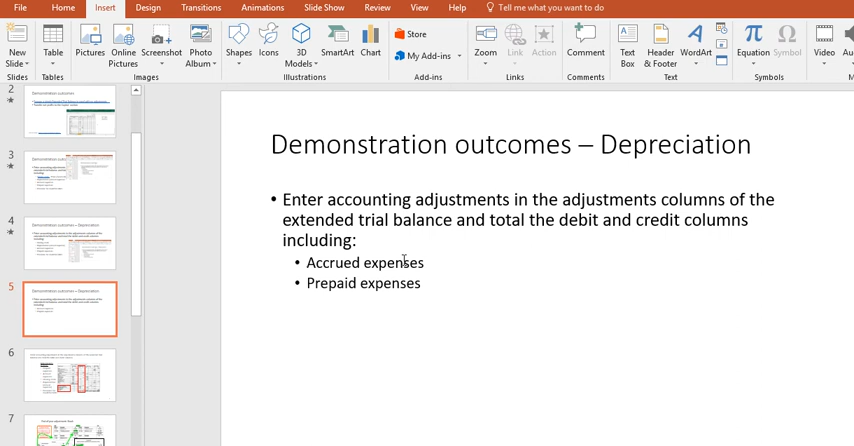 File Home Insert Design Transitions Animations Slide Show Review View Help Tell me what you want to do
New Slide
Table
Pictures
Online Pictures
Screenshot
Photo Album
Shapes
Icons
3D Models
SmartArt
Chart
Store
My Add-ins
Zoom
Link
Action
Comment
Text Box
Header & Footer
WordArt
Equation
Symbol
Video
Slides Tables Images Illustrations Add-ins Links Comments Text Symbols
2
3
4
5
6
7
Demonstration outcomes – Depreciation
• Enter accounting adjustments in the adjustments columns of the
extended trial balance and total the debit and credit columns
including:
• Accrued expenses
• Prepaid expenses